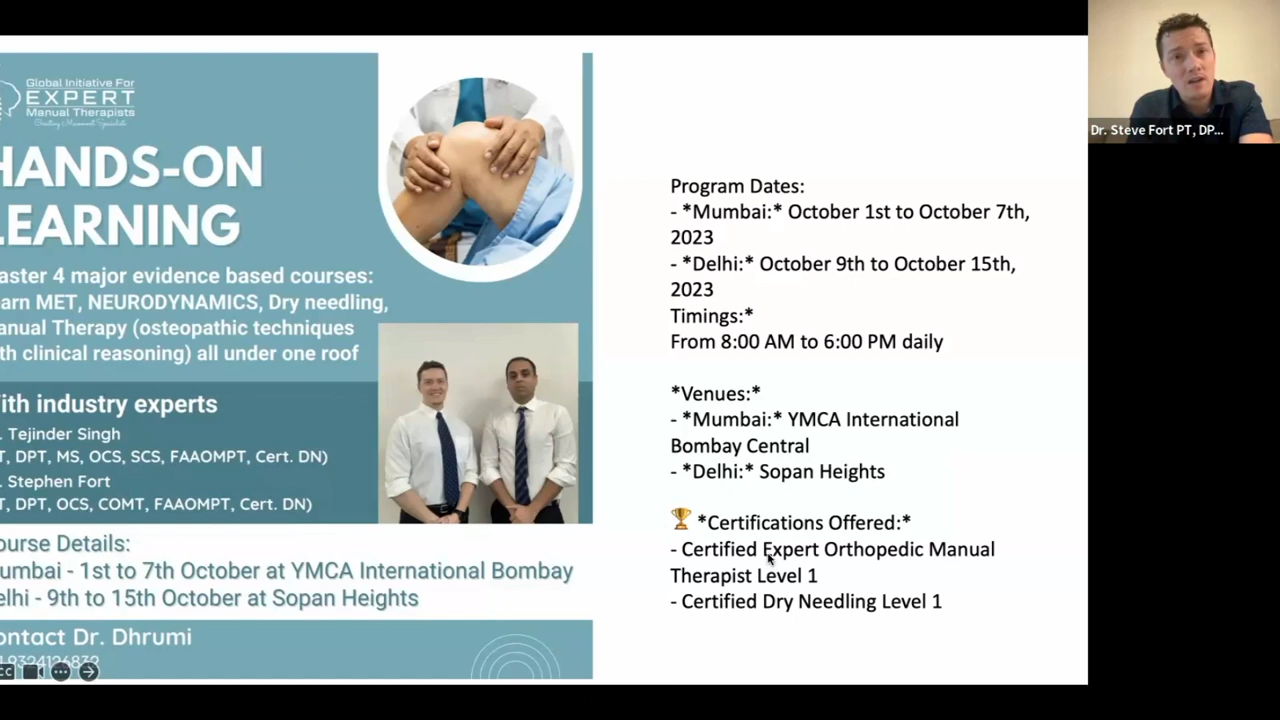 Global Initiative For
EXPERT
Manual Therapists
Creating Movement Specialists
HANDS-ON
LEARNING
aster 4 major evidence based courses:
arn MET, NEURODYNAMICS, Dry needling,
anual Therapy (osteopathic techniques
th clinical reasoning) all under one roof
ith industry experts
. Tejinder Singh
T, DPT, MS, OCS, SCS, FAAOMPT, Cert. DN)
. Stephen Fort
T, DPT, OCS, COMT, FAAOMPT, Cert. DN)
ourse Details:
umbai - 1st to 7th October at YMCA International Bombay
elhi - 9th to 15th October at Sopan Heights
ontact Dr. Dhrumi
Program Dates:
- *Mumbai:* October 1st to October 7th,
2023
- *Delhi:* October 9th to October 15th,
2023
Timings:*
From 8:00 AM to 6:00 PM daily
*Venues:*
- *Mumbai:* YMCA International
Bombay Central
- *Delhi:* Sopan Heights
🏆 *Certifications Offered:*
- Certified Expert Orthopedic Manual
Therapist Level 1
- Certified Dry Needling Level 1
Dr. Steve Fort PT, DP...